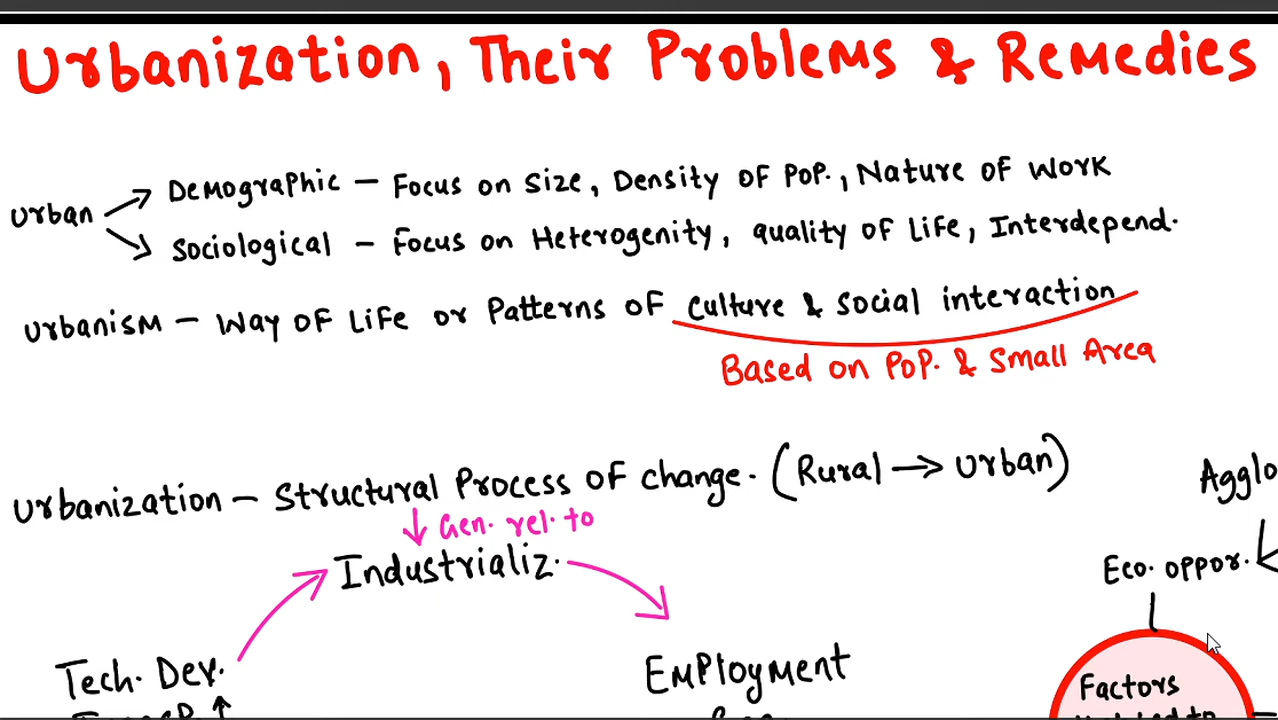 Urbanization, Their Problems & Remedies
Demographic – Focus on Size, Density of Pop., Nature of Work
Urban
Sociological – Focus on Heterogenity, quality of Life, Interdepend.
Urbanism – Way of Life or Patterns of Culture & Social interaction
Based on Pop. & Small Area
Urbanization – Structural Process of change. (Rural → Urban)
Agglo
↓ Gen. rel. to
Industrializ.
Eco. oppor.
Tech. Dev.
Employment
Factors